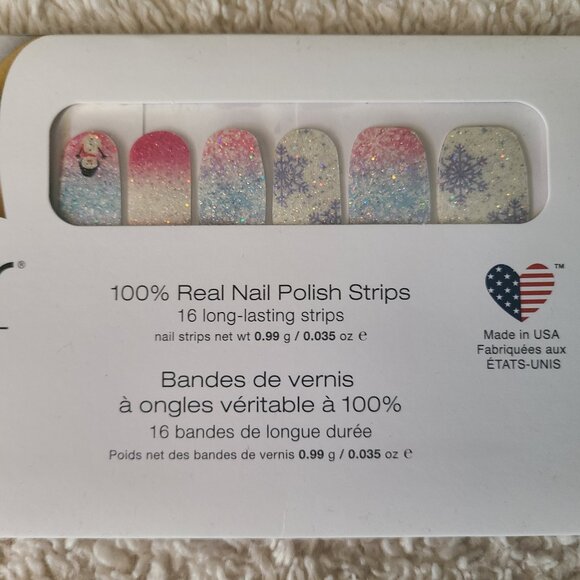 ®
100% Real Nail Polish Strips
16 long-lasting strips
nail strips net wt 0.99 g / 0.035 oz ℮
™
Made in USA
Fabriquées aux
ÉTATS-UNIS
Bandes de vernis
à ongles véritable à 100%
16 bandes de longue durée
Poids net des bandes de vernis 0.99 g / 0.035 oz ℮